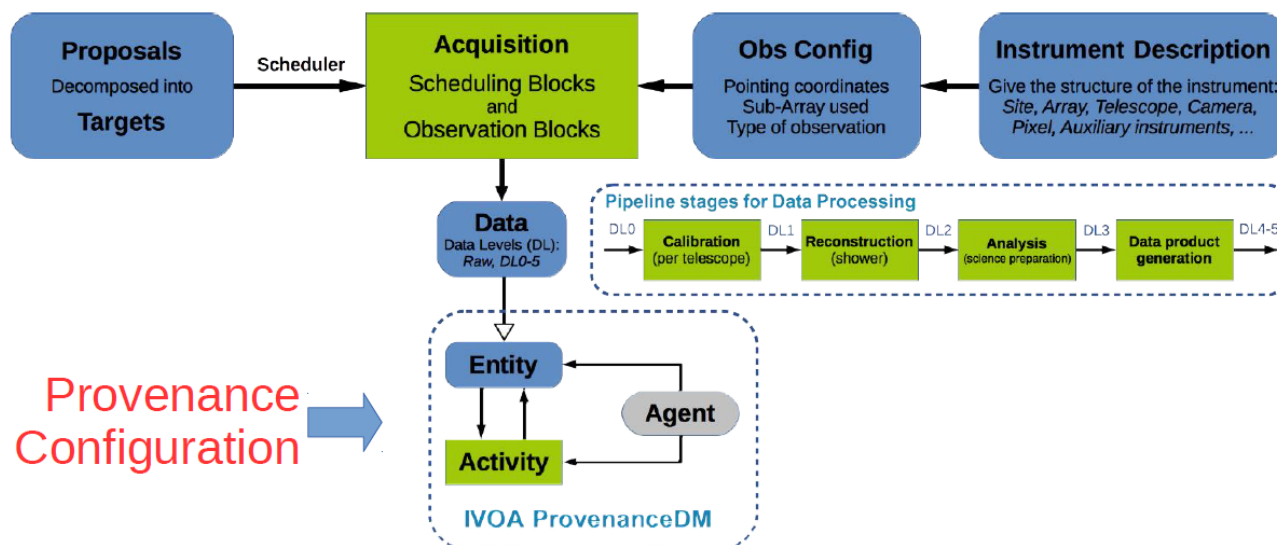 Proposals
Decomposed into
Targets
Scheduler
Acquisition
Scheduling Blocks
and
Observation Blocks
Obs Config
Pointing coordinates
Sub-Array used
Type of observation
Instrument Description
Give the structure of the instrument:
Site, Array, Telescope, Camera,
Pixel, Auxiliary instruments, ...
Data
Data Levels (DL):
Raw, DL0-5
Pipeline stages for Data Processing
DL0
Calibration
(per telescope)
DL1
Reconstruction
(shower)
DL2
Analysis
(science preparation)
DL3
Data product
generation
DL4-5
Provenance
Configuration
Entity
Agent
Activity
IVOA ProvenanceDM